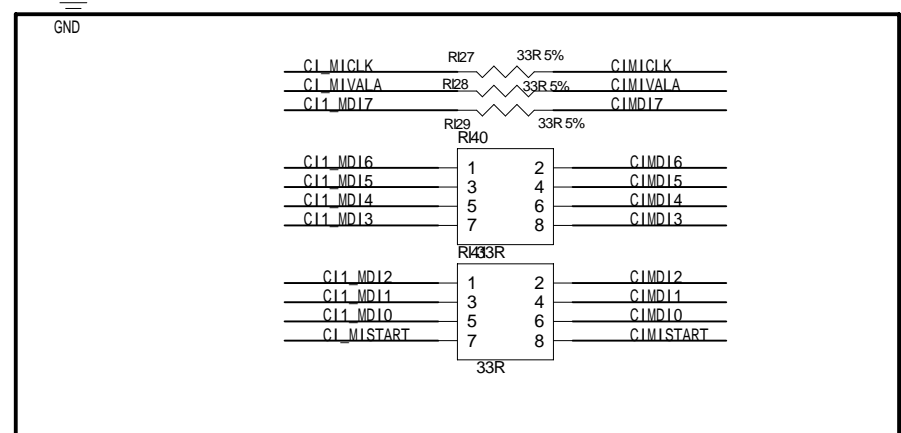 GND
RI27 33R 5%
CI_MICLK CIMICLK
RI28 33R 5%
CI_MIVALA CIMIVALA
CI1_MDI7 CIMDI7
RI29 33R 5%
RI40
CI1_MDI6 1 2 CIMDI6
CI1_MDI5 3 4 CIMDI5
CI1_MDI4 5 6 CIMDI4
CI1_MDI3 7 8 CIMDI3
RI41 33R
CI1_MDI2 1 2 CIMDI2
CI1_MDI1 3 4 CIMDI1
CI1_MDI0 5 6 CIMDI0
CI_MISTART 7 8 CIMISTART
33R